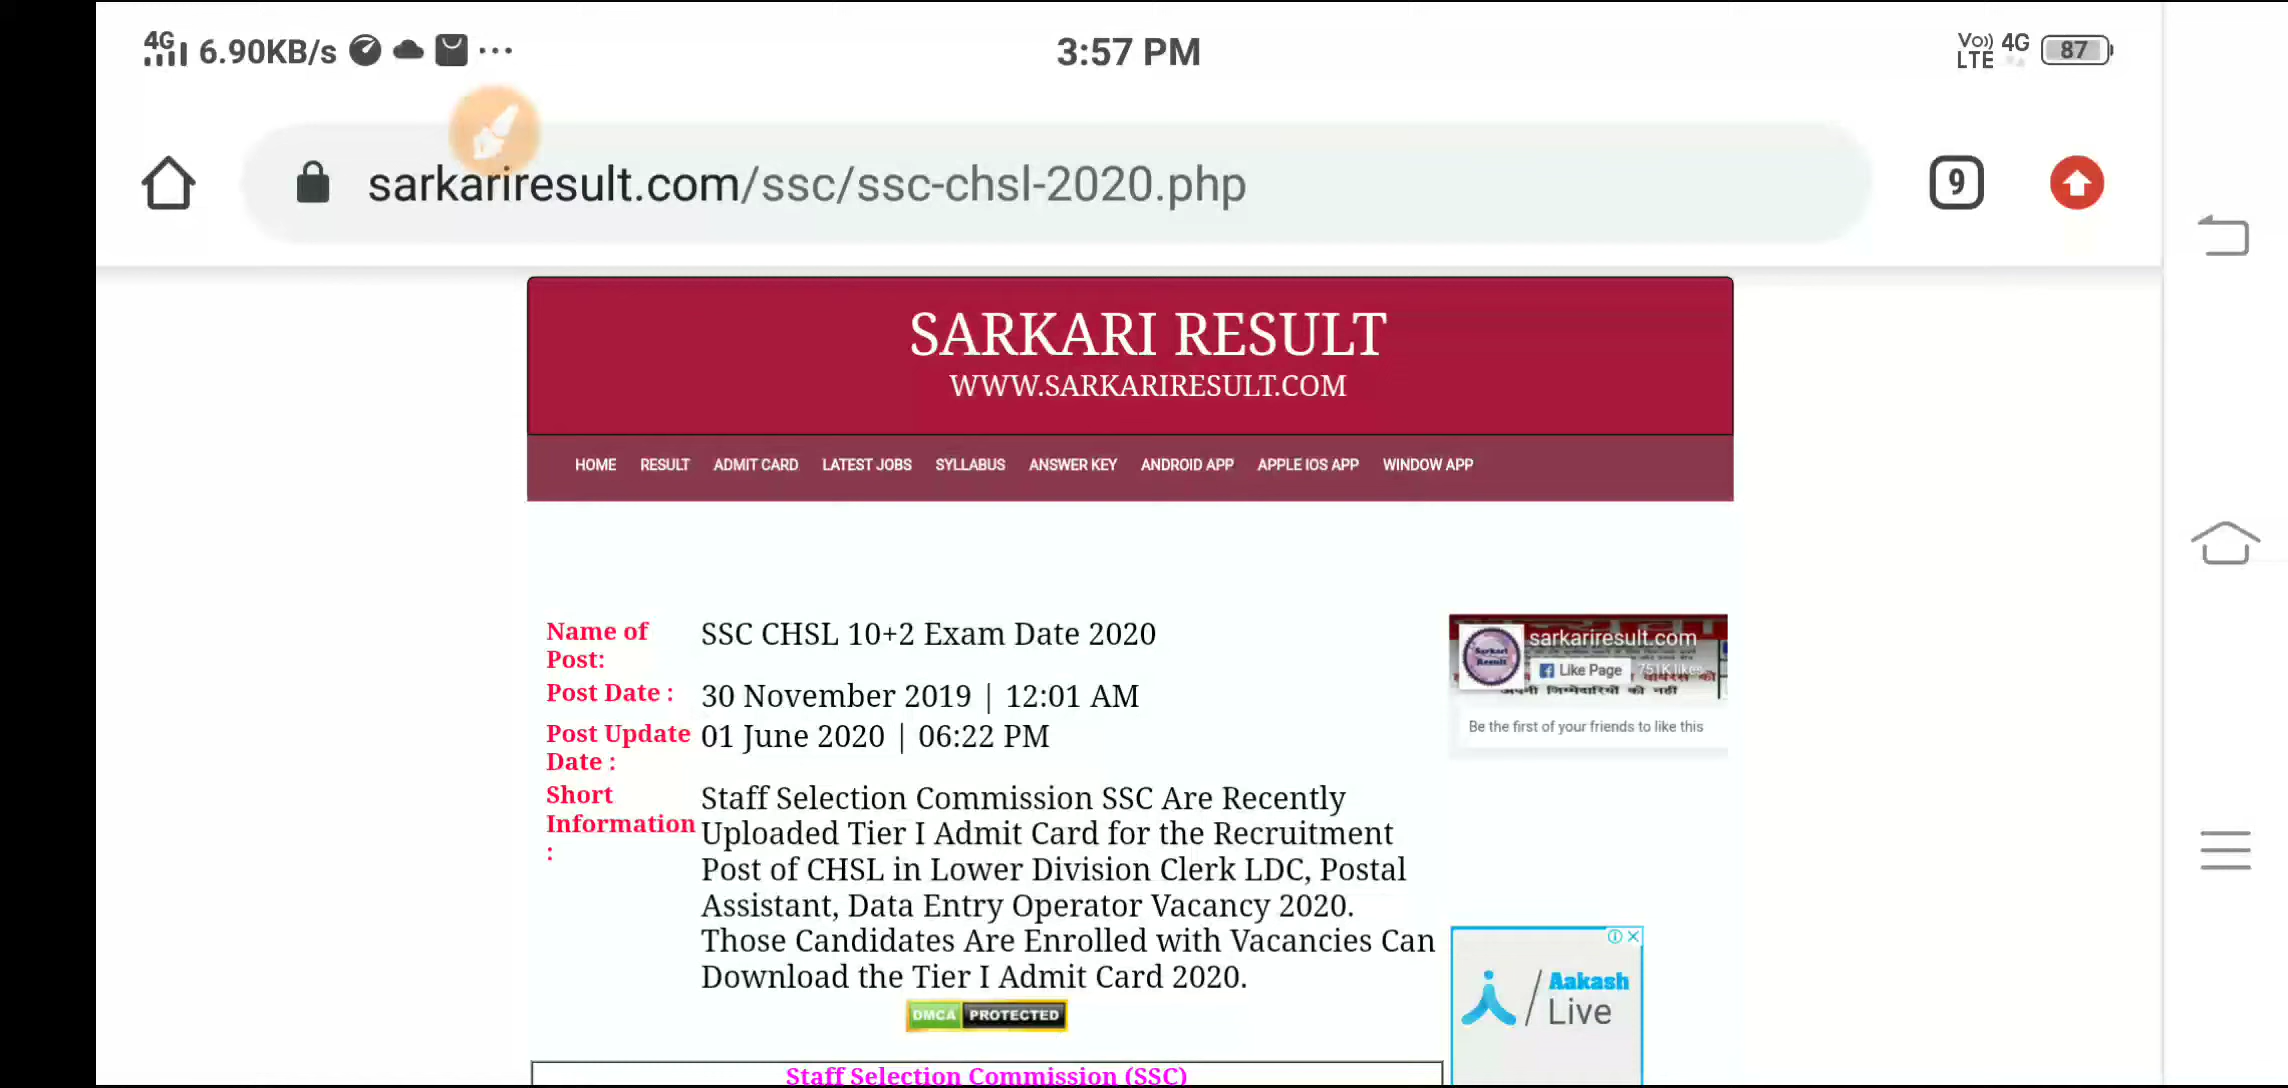 4G 6.90KB/s 3:57 PM Vo)) LTE 4G 87
sarkariresult.com/ssc/ssc-chsl-2020.php 9
SARKARI RESULT
WWW.SARKARIRESULT.COM
HOME RESULT ADMIT CARD LATEST JOBS SYLLABUS ANSWER KEY ANDROID APP APPLE IOS APP WINDOW APP
Name of
Post:
SSC CHSL 10+2 Exam Date 2020
Post Date : 30 November 2019 | 12:01 AM
Post Update
Date :
01 June 2020 | 06:22 PM
Short
Information
:
Staff Selection Commission SSC Are Recently
Uploaded Tier I Admit Card for the Recruitment
Post of CHSL in Lower Division Clerk LDC, Postal
Assistant, Data Entry Operator Vacancy 2020.
Those Candidates Are Enrolled with Vacancies Can
Download the Tier I Admit Card 2020.
DMCA PROTECTED
Staff Selection Commission (SSC)
sarkariresult.com
Sarkari
Result
Like Page 751K likes
अपनी जिम्मेदारियों को नहीं
Be the first of your friends to like this
Aakash
Live